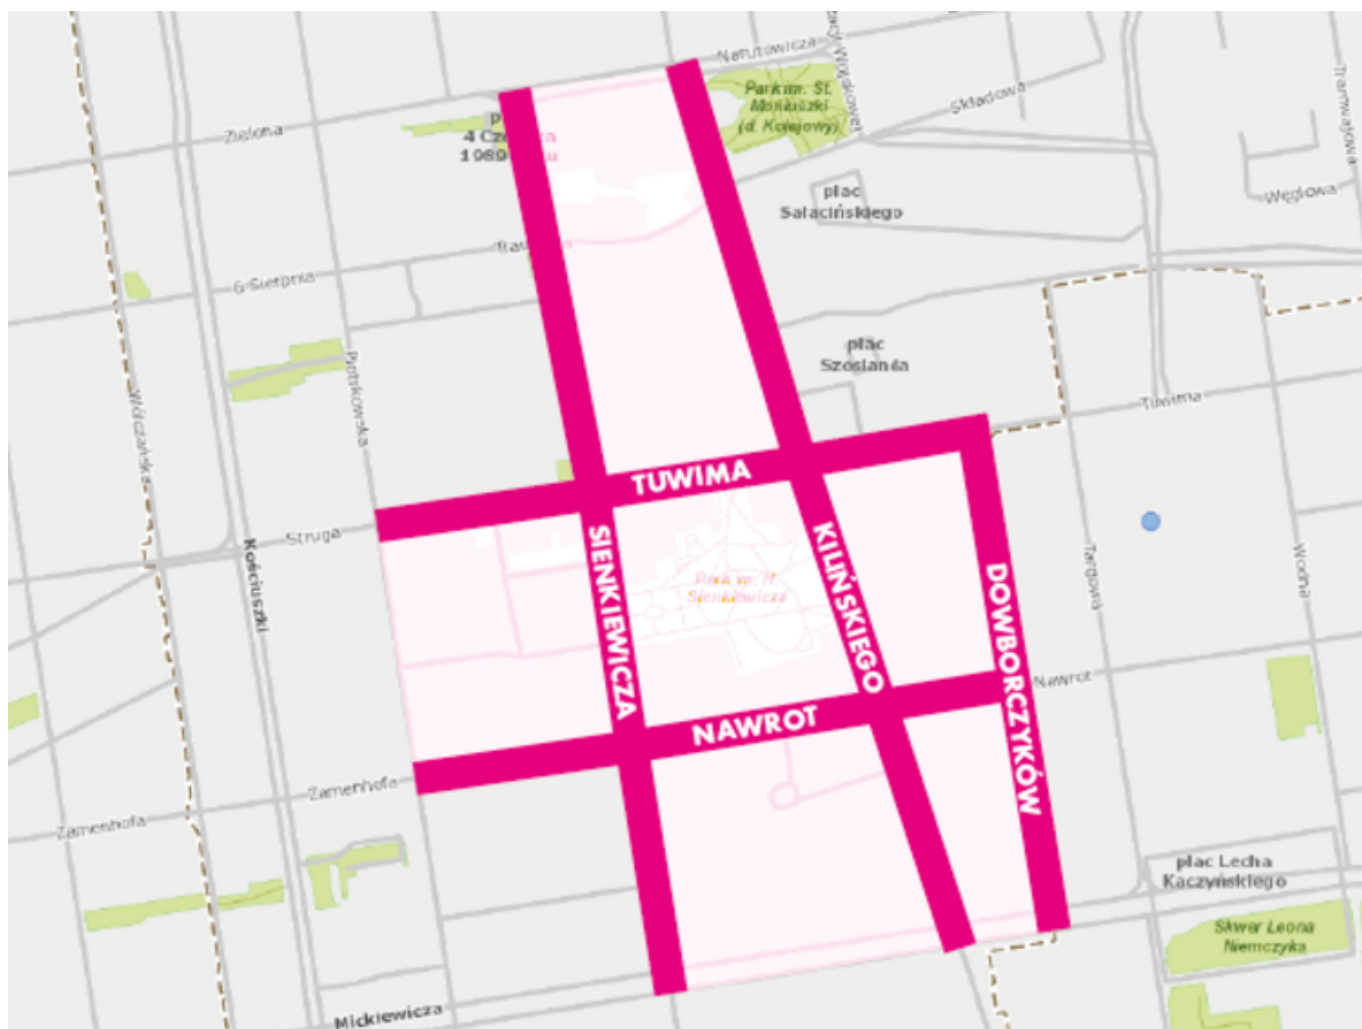 Narutowicza
Zielona
4 Cz
1989
Park im. St.
Moniuszki
(d. Kolejowy)
Składowa
Tramwajowa
Węglowa
plac
Sałacińskiego
6 Sierpnia
plac
Szoslanda
Piotrkowska
Wólczańska
Tuwima
TUWIMA
Struga
Kościuszki
SIENKIEWICZA
Park im. H.
Sienkiewicza
KILIŃSKIEGO
DOWBORCZYKÓW
Targowa
Wodna
Nawrot
NAWROT
Zamenhofa
Zamenhofa
plac Lecha
Kaczyńskiego
Skwer Leona
Niemczyka
Mickiewicza